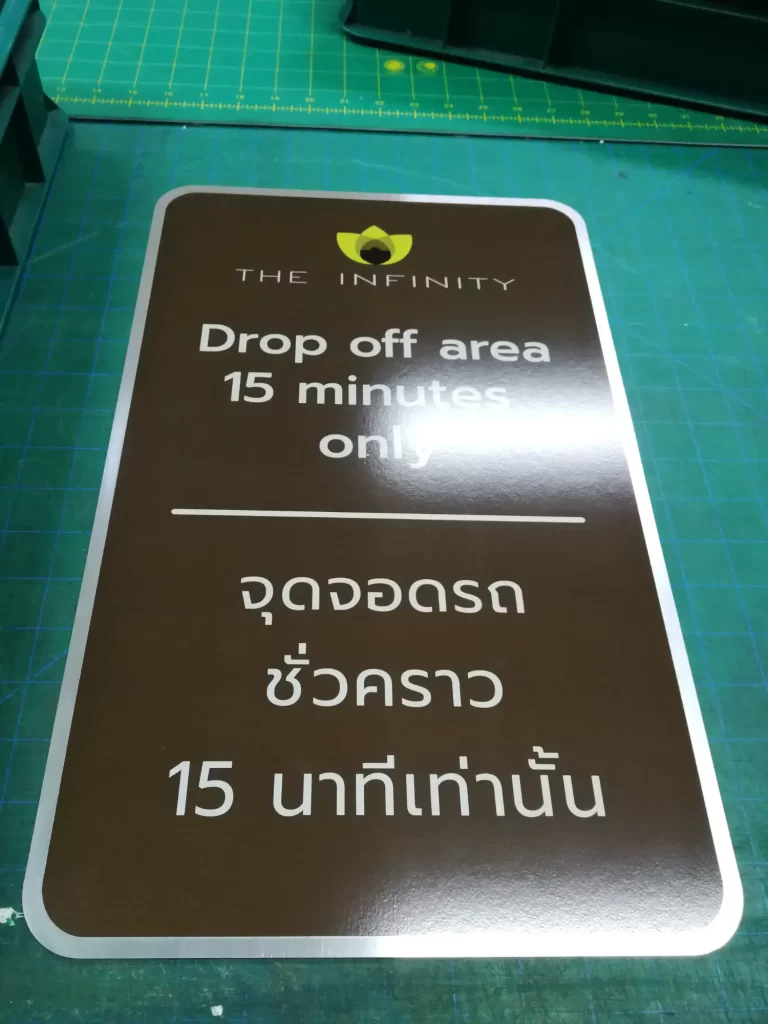 THE INFINITY
Drop off area
15 minutes
only
จุดจอดรถ
ชั่วคราว
15 นาทีเท่านั้น